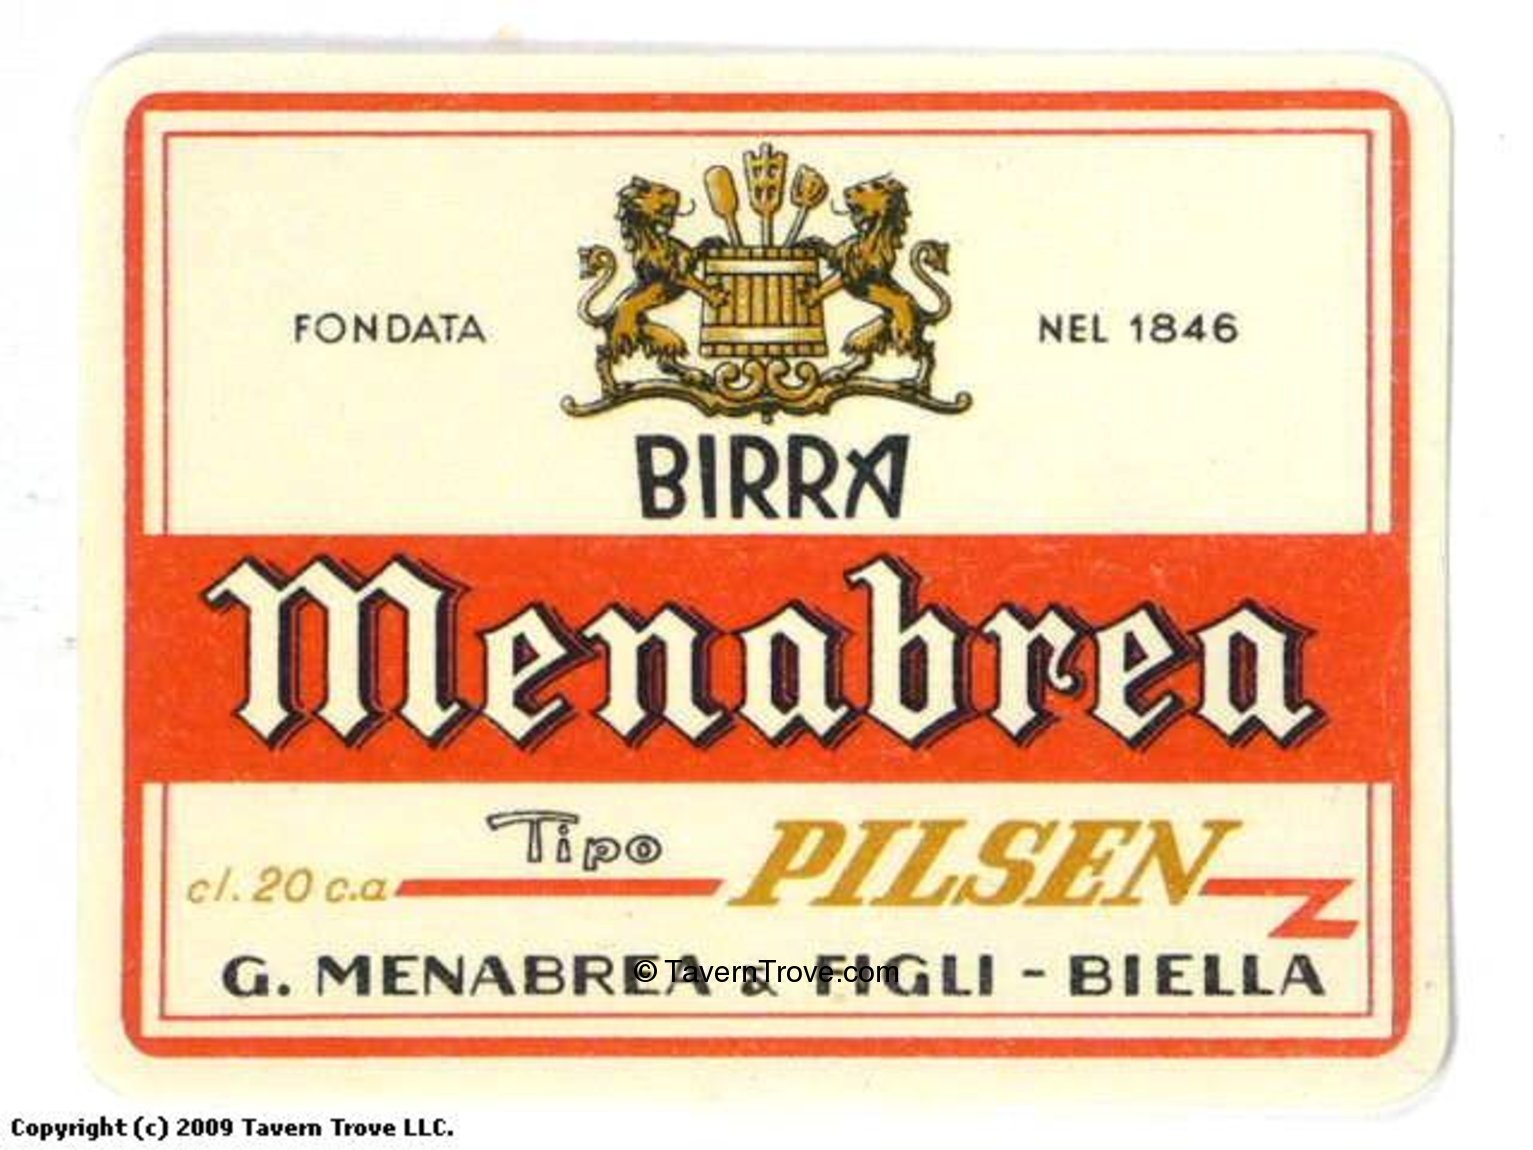 FONDATA NEL 1846
BIRRA
Menabrea
Tipo PILSEN
cl. 20 c.a
G. MENABREA & FIGLI - BIELLA
© TavernTrove.com
Copyright (c) 2009 Tavern Trove LLC.